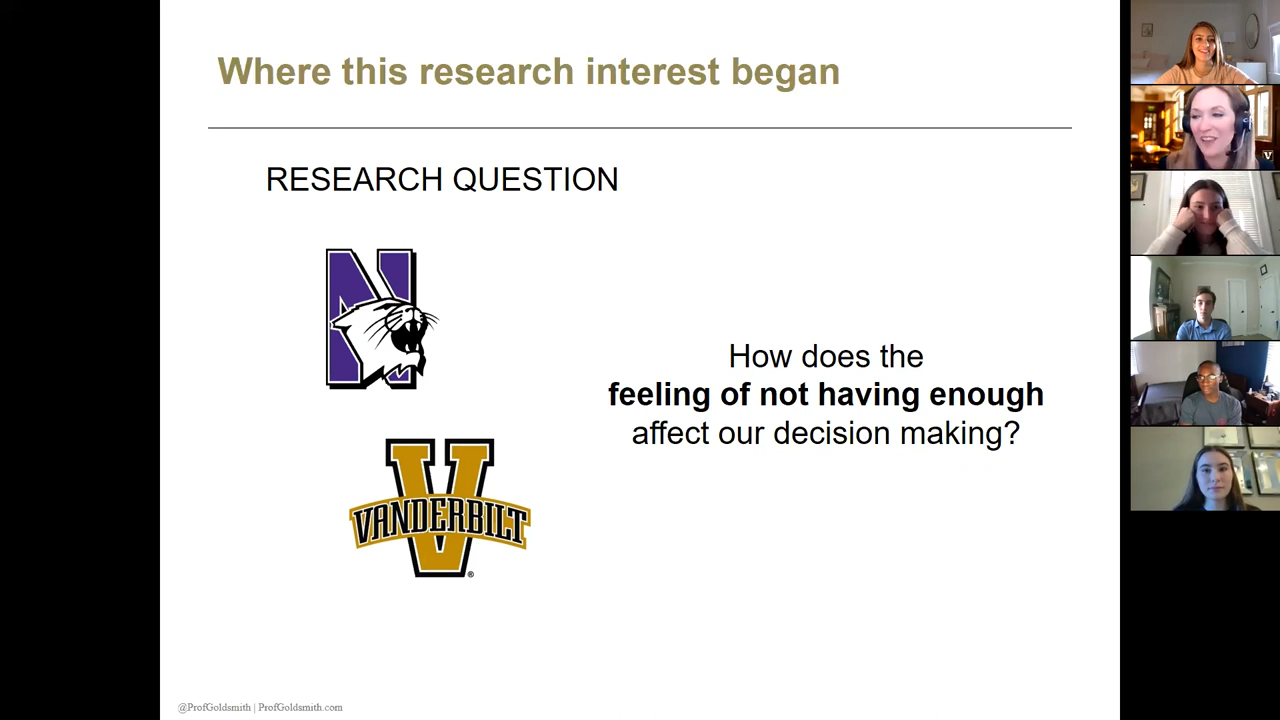 Where this research interest began
RESEARCH QUESTION
N
How does the
feeling of not having enough
affect our decision making?
V
VANDERBILT
®
@ProfGoldsmith | ProfGoldsmith.com
V